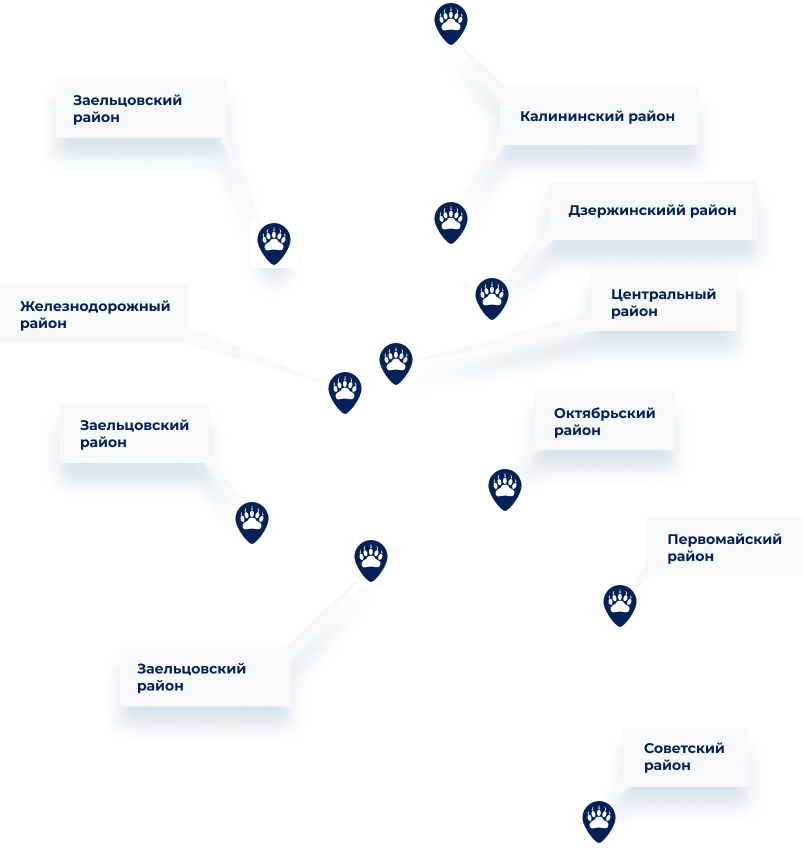 Заельцовский
район
Калининский район
Дзержинскийй район
Центральный
район
Железнодорожный
район
Заельцовский
район
Октябрьский
район
Первомайский
район
Заельцовский
район
Советский
район